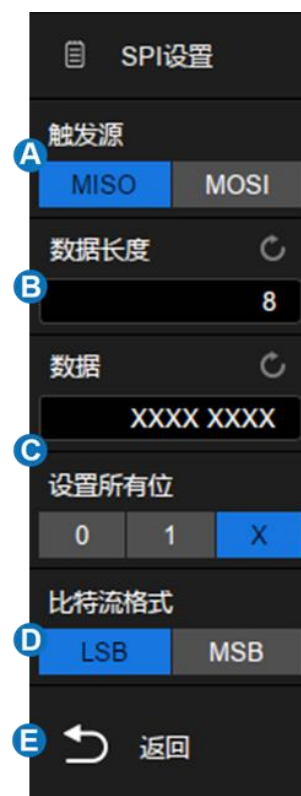 SPI设置
触发源
A
MISO MOSI
数据长度
B
8
数据
XXXX XXXX
C
设置所有位
0 1 X
比特流格式
D
LSB MSB
E
返回